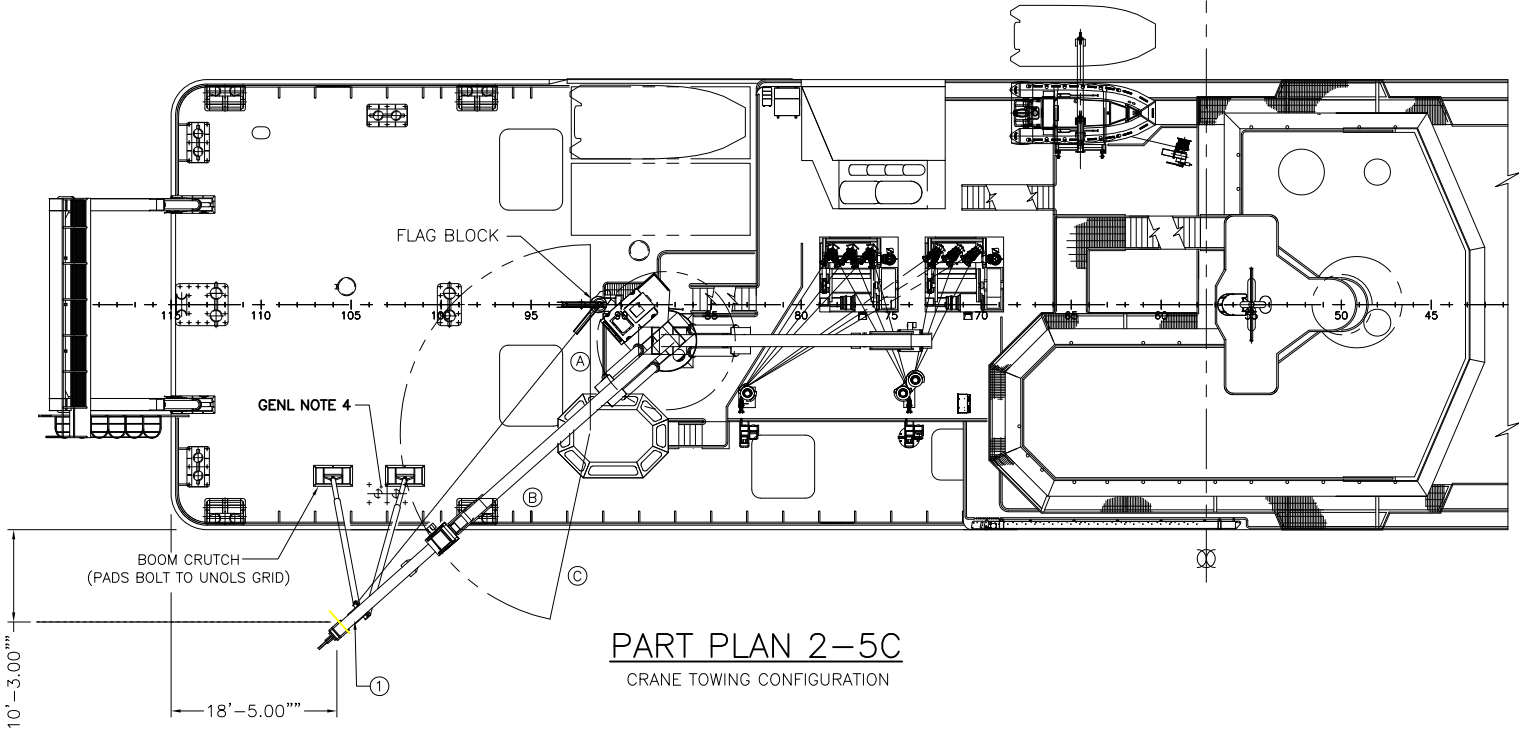 FLAG BLOCK
115
110
105
100
95
90
85
80
75
70
65
60
55
50
45
A
GENL NOTE 4
B
BOOM CRUTCH
(PADS BOLT TO UNOLS GRID)
C
10'-3.00""
PART PLAN 2-5C
CRANE TOWING CONFIGURATION
1
18'-5.00""